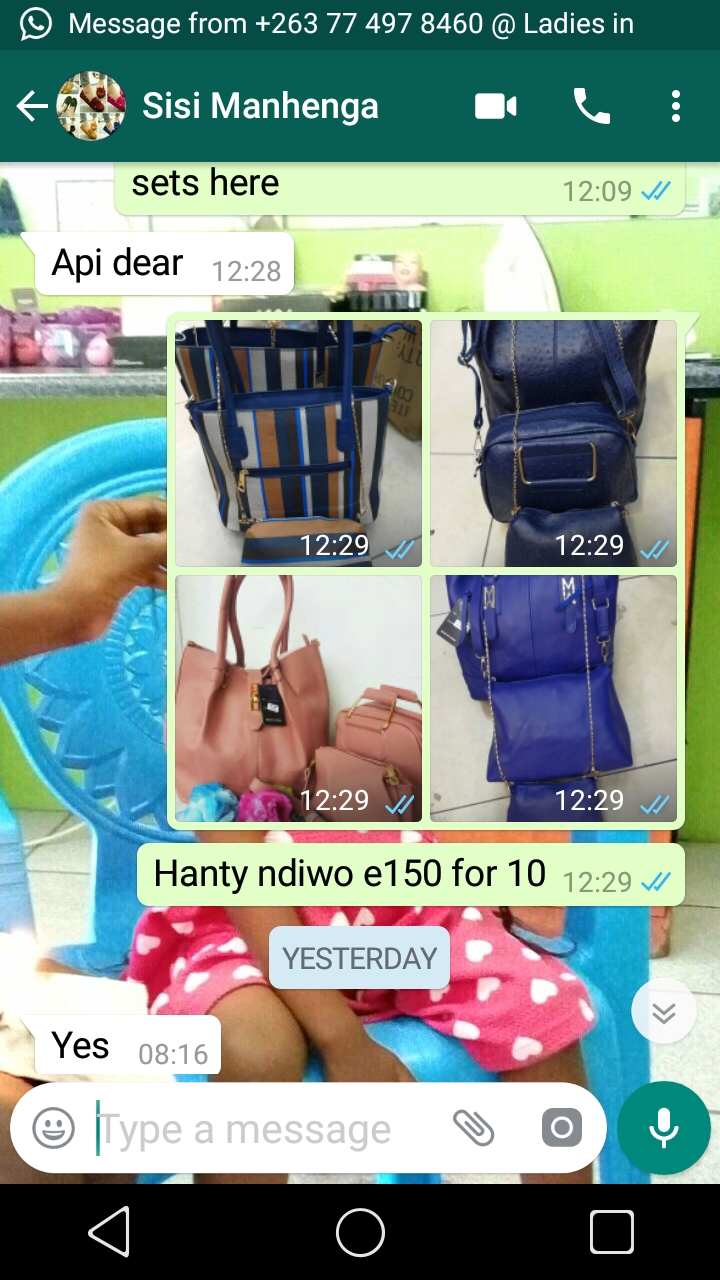 Message from +263 77 497 8460 @ Ladies in
Sisi Manhenga
sets here
12:09
Api dear 12:28
12:29
12:29
12:29
12:29
Hanty ndiwo e150 for 10 12:29
YESTERDAY
Yes 08:16
Type a message